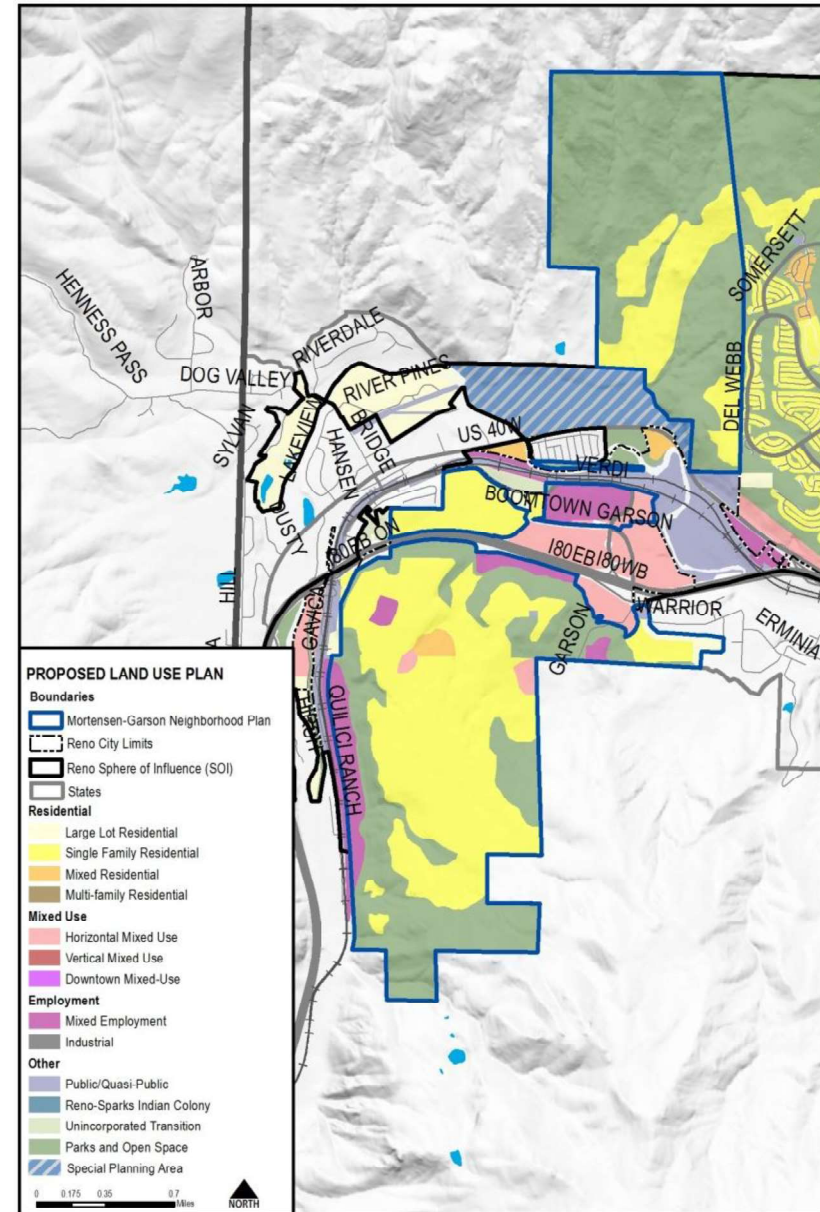 SOMERSETT
ARBOR
HENNESS PASS
RIVERDALE
DOG VALLEY
RIVER PINES
DEL WEBB
LAKEVIEW
SYLVAN
BRIDGE
US 40W
HANSEN
VERDI
BOOMTOWN GARSON
DUSTY
I80EB I80WB
HILL
GAVICA
WARRIOR
GARSON
ERMINIA
QUILICI RANCH
PROPOSED LAND USE PLAN
Boundaries
Mortensen-Garson Neighborhood Plan
Reno City Limits
Reno Sphere of Influence (SOI)
States
Residential
Large Lot Residential
Single Family Residential
Mixed Residential
Multi-family Residential
Mixed Use
Horizontal Mixed Use
Vertical Mixed Use
Downtown Mixed-Use
Employment
Mixed Employment
Industrial
Other
Public/Quasi-Public
Reno-Sparks Indian Colony
Unincorporated Transition
Parks and Open Space
Special Planning Area
0 0.175 0.35 0.7
Miles
NORTH